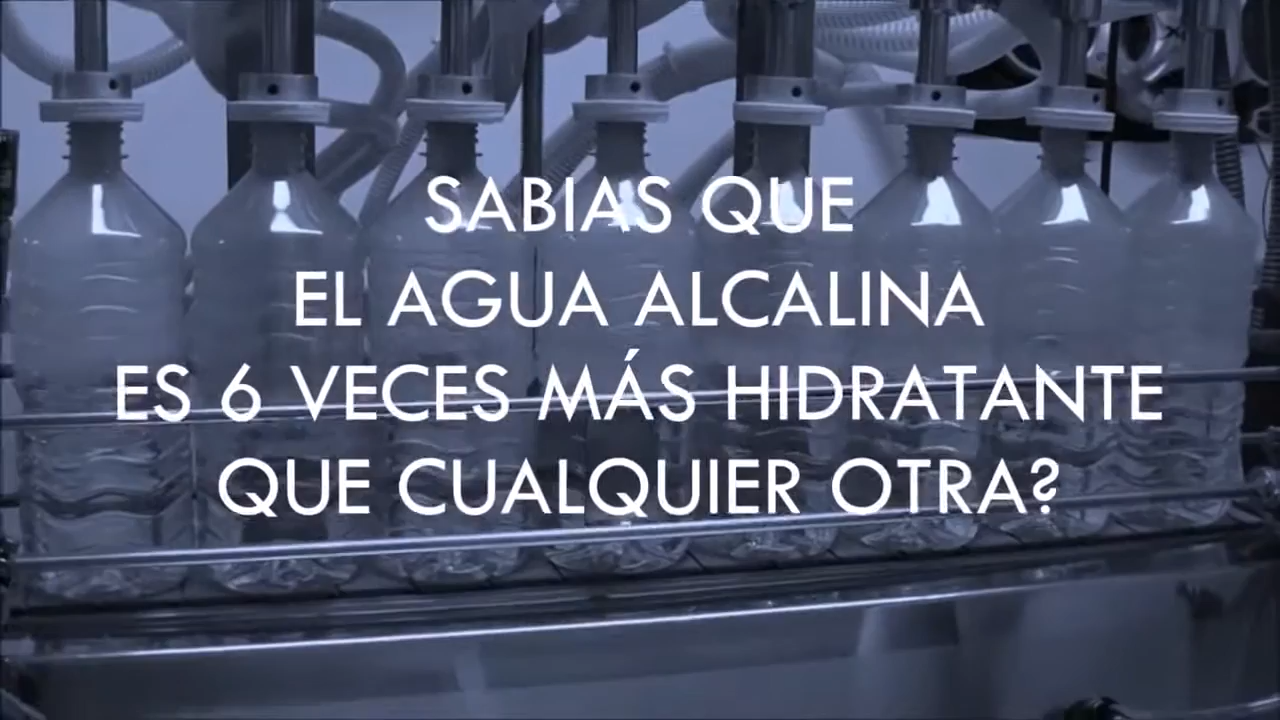 SABIAS QUE
EL AGUA ALCALINA
ES 6 VECES MÁS HIDRATANTE
QUE CUALQUIER OTRA?